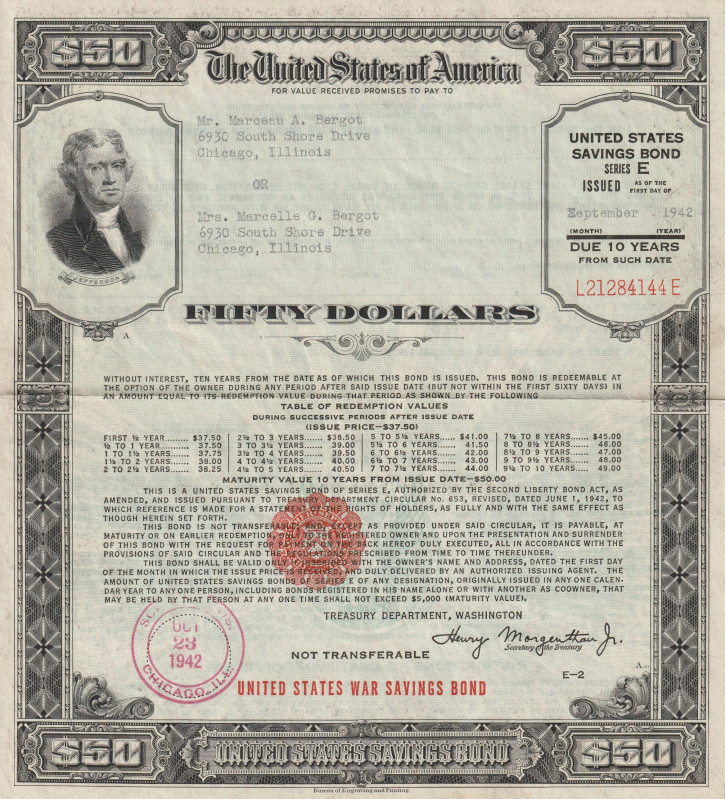 $50 $50
The United States of America
FOR VALUE RECEIVED PROMISES TO PAY TO
Mr. Marceau A. Bergot
6930 South Shore Drive
Chicago, Illinois
OR
Mrs. Marcelle G. Bergot
6930 South Shore Drive
Chicago, Illinois
JEFFERSON
UNITED STATES
SAVINGS BOND
SERIES E
ISSUED AS OF THE FIRST DAY OF
September 1942
(MONTH) (YEAR)
DUE 10 YEARS
FROM SUCH DATE
L21284144E
FIFTY DOLLARS
A
WITHOUT INTEREST, TEN YEARS FROM THE DATE AS OF WHICH THIS BOND IS ISSUED. THIS BOND IS REDEEMABLE AT
THE OPTION OF THE OWNER DURING ANY PERIOD AFTER SAID ISSUE DATE (BUT NOT WITHIN THE FIRST SIXTY DAYS) IN
AN AMOUNT EQUAL TO ITS REDEMPTION VALUE DURING THAT PERIOD AS SHOWN BY THE FOLLOWING
TABLE OF REDEMPTION VALUES
DURING SUCCESSIVE PERIODS AFTER ISSUE DATE
(ISSUE PRICE—$37.50)
FIRST ½ YEAR....... $37.50 2½ TO 3 YEARS....... $38.50 5 TO 5½ YEARS..... $41.00 7½ TO 8 YEARS..... $45.00
½ TO 1 YEAR....... 37.50 3 TO 3½ YEARS....... 39.00 5½ TO 6 YEARS..... 41.50 8 TO 8½ YEARS..... 46.00
1 TO 1½ YEARS..... 37.75 3½ TO 4 YEARS....... 39.50 6 TO 6½ YEARS..... 42.00 8½ TO 9 YEARS..... 47.00
1½ TO 2 YEARS..... 38.00 4 TO 4½ YEARS....... 40.00 6½ TO 7 YEARS..... 43.00 9 TO 9½ YEARS..... 48.00
2 TO 2½ YEARS..... 38.25 4½ TO 5 YEARS....... 40.50 7 TO 7½ YEARS..... 44.00 9½ TO 10 YEARS.... 49.00
MATURITY VALUE 10 YEARS FROM ISSUE DATE—$50.00
THIS IS A UNITED STATES SAVINGS BOND OF SERIES E, AUTHORIZED BY THE SECOND LIBERTY BOND ACT, AS
AMENDED, AND ISSUED PURSUANT TO TREASURY DEPARTMENT CIRCULAR NO. 653, REVISED, DATED JUNE 1, 1942, TO
WHICH REFERENCE IS MADE FOR A STATEMENT OF THE RIGHTS OF HOLDERS, AS FULLY AND WITH THE SAME EFFECT AS
THOUGH HEREIN SET FORTH.
THIS BOND IS NOT TRANSFERABLE AND, EXCEPT AS PROVIDED UNDER SAID CIRCULAR, IT IS PAYABLE, AT
MATURITY OR ON EARLIER REDEMPTION, ONLY TO THE REGISTERED OWNER AND UPON THE PRESENTATION AND SURRENDER
OF THIS BOND WITH THE REQUEST FOR PAYMENT ON THE BACK HEREOF DULY EXECUTED, ALL IN ACCORDANCE WITH THE
PROVISIONS OF SAID CIRCULAR AND THE REGULATIONS PRESCRIBED FROM TIME TO TIME THEREUNDER.
THIS BOND SHALL BE VALID ONLY IF INSCRIBED WITH THE OWNER'S NAME AND ADDRESS, DATED THE FIRST DAY
OF THE MONTH IN WHICH THE ISSUE PRICE IS RECEIVED, AND DULY DELIVERED BY AN AUTHORIZED ISSUING AGENT. THE
AMOUNT OF UNITED STATES SAVINGS BONDS OF SERIES E OF ANY DESIGNATION, ORIGINALLY ISSUED IN ANY ONE CALEN-
DAR YEAR TO ANY ONE PERSON, INCLUDING BONDS REGISTERED IN HIS NAME ALONE OR WITH ANOTHER AS COOWNER, THAT
MAY BE HELD BY THAT PERSON AT ANY ONE TIME SHALL NOT EXCEED $5,000 (MATURITY VALUE).
TREASURY DEPARTMENT, WASHINGTON
Henry Morgenthau Jr.
Secretary of the Treasury
OCT
23
1942
CHICAGO, ILL
NOT TRANSFERABLE
E-2
UNITED STATES WAR SAVINGS BOND
$50 UNITED STATES SAVINGS BOND $50
Bureau of Engraving and Printing